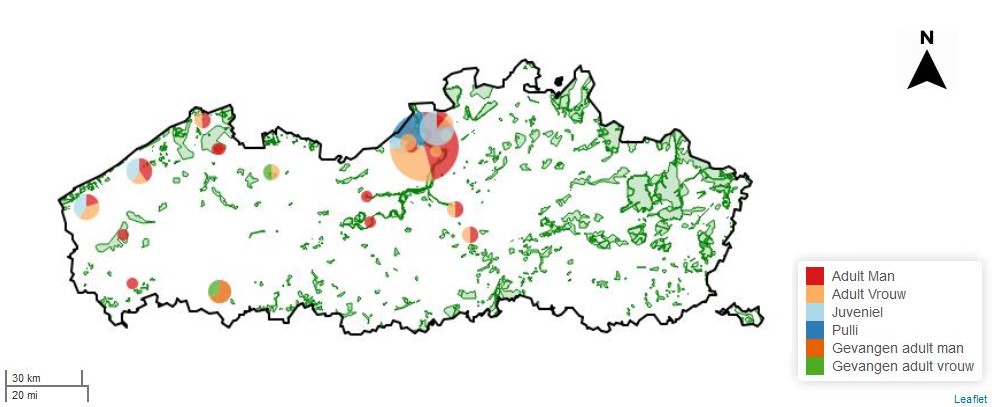 N
Adult Man
Adult Vrouw
Juveniel
Pulli
Gevangen adult man
Gevangen adult vrouw
30 km
20 mi
Leaflet